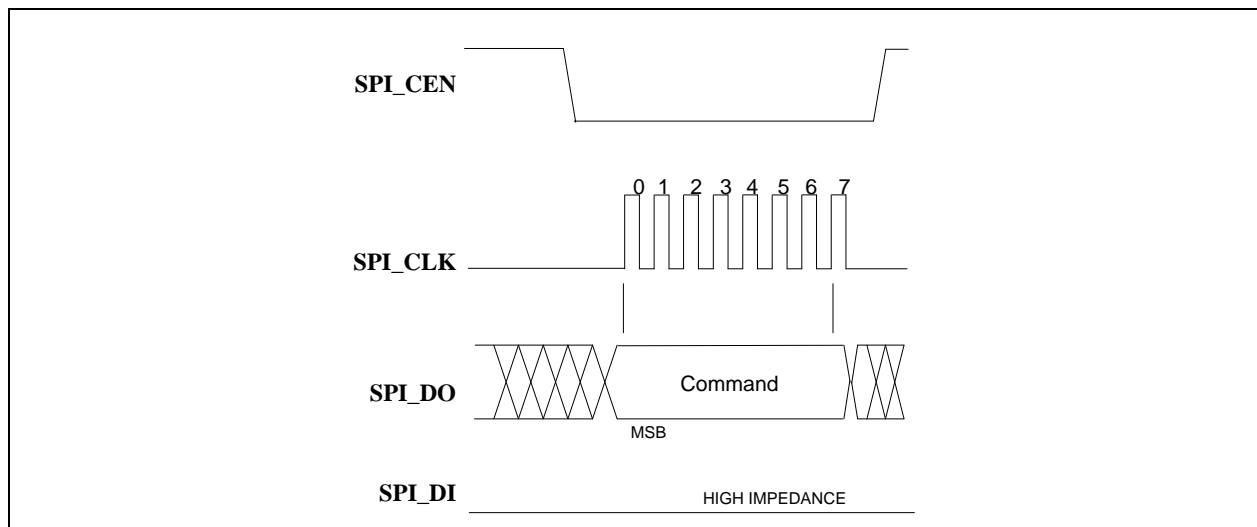 SPI_CEN
0 1 2 3 4 5 6 7
SPI_CLK
Command
SPI_DO
MSB
SPI_DI
HIGH IMPEDANCE